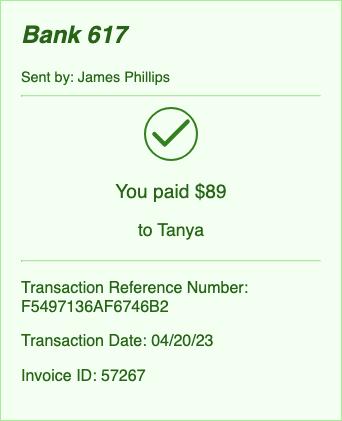 Bank 617
Sent by: James Phillips
You paid $89
to Tanya
Transaction Reference Number:
F5497136AF6746B2
Transaction Date: 04/20/23
Invoice ID: 57267